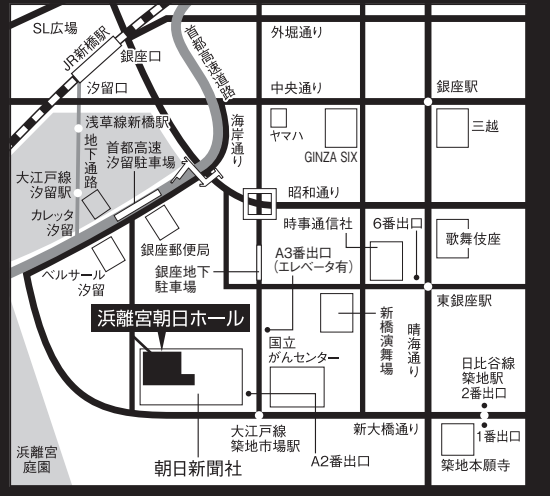 SL広場
JR新橋駅
銀座口
首都高速道路
外堀通り
汐留口
中央通り
銀座駅
浅草線新橋駅
地下通路
首都高速
汐留駐車場
海岸通り
ヤマハ
GINZA SIX
三越
大江戸線
汐留駅
カレッタ
汐留
昭和通り
時事通信社
6番出口
歌舞伎座
銀座郵便局
A3番出口
(エレベータ有)
銀座地下
駐車場
ベルサール
汐留
東銀座駅
浜離宮朝日ホール
新橋演舞場
晴海通り
国立
がんセンター
日比谷線
築地駅
2番出口
大江戸線
築地市場駅
新大橋通り
1番出口
浜離宮
庭園
朝日新聞社
A2番出口
築地本願寺